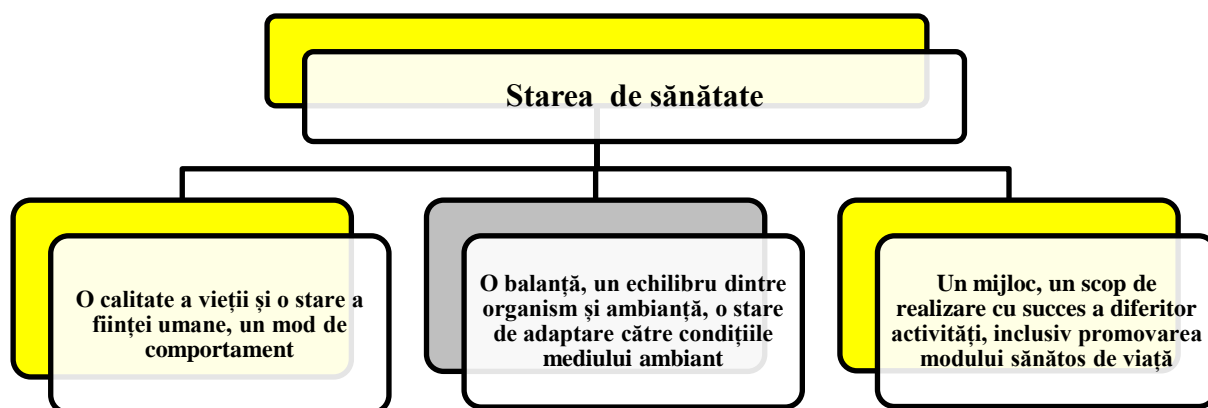 Starea de sănătate
O calitate a vieții și o stare a
ființei umane, un mod de
comportament
O balanță, un echilibru dintre
organism și ambianță, o stare
de adaptare către condițiile
mediului ambiant
Un mijloc, un scop de
realizare cu succes a diferitor
activități, inclusiv promovarea
modului sănătos de viață